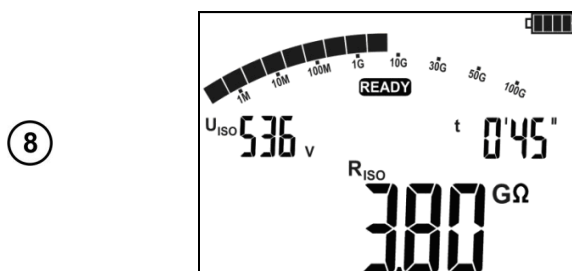 8
1M 10M 100M 1G 10G 30G 50G 100G
READY
UISO 536 V t 0'45"
RISO
3.80 GΩ